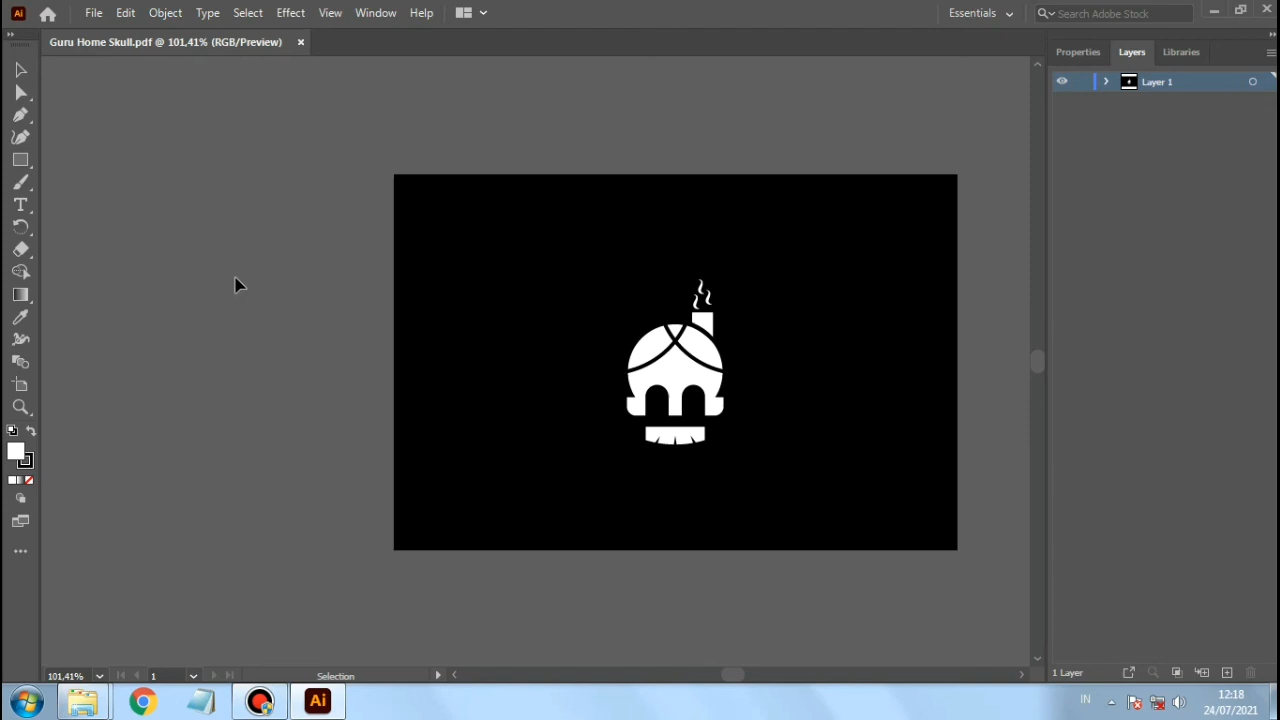 Ai File Edit Object Type Select Effect View Window Help Essentials Search Adobe Stock
Guru Home Skull.pdf @ 101,41% (RGB/Preview) Properties Layers Libraries
Layer 1
T
101,41% 1 Selection 1 Layer
Ai IN 12:18
24/07/2021